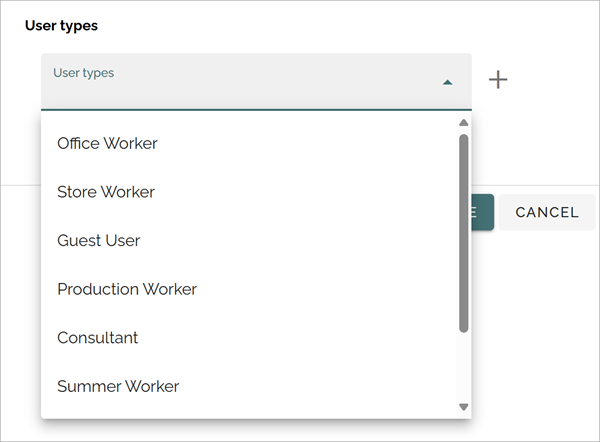 User types
User types
Office Worker
Store Worker
Guest User
Production Worker
Consultant
Summer Worker
CANCEL